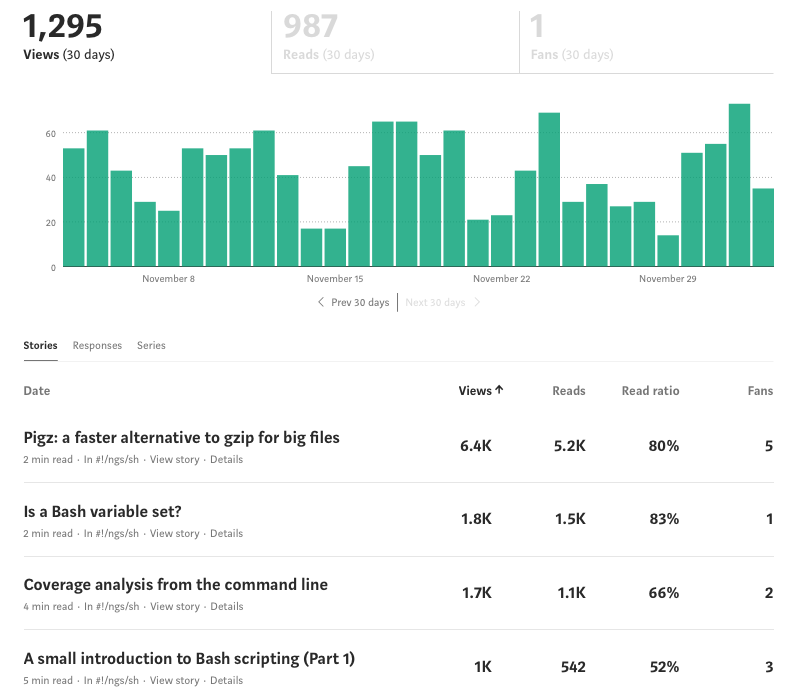 1,295
Views (30 days)
987
Reads (30 days)
1
Fans (30 days)
60
40
20
0
November 8
November 15
November 22
November 29
Prev 30 days
Next 30 days
Stories Responses Series
Date Views ↑ Reads Read ratio Fans
Pigz: a faster alternative to gzip for big files
6.4K 5.2K 80% 5
2 min read · In #!/ngs/sh · View story · Details
Is a Bash variable set?
1.8K 1.5K 83% 1
2 min read · In #!/ngs/sh · View story · Details
Coverage analysis from the command line
1.7K 1.1K 66% 2
4 min read · In #!/ngs/sh · View story · Details
A small introduction to Bash scripting (Part 1)
1K 542 52% 3
5 min read · In #!/ngs/sh · View story · Details